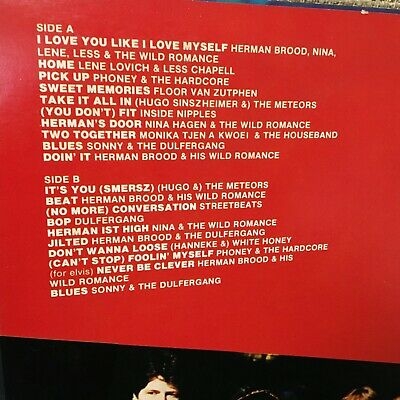 SIDE A
I LOVE YOU LIKE I LOVE MYSELF HERMAN BROOD, NINA,
LENE, LESS & THE WILD ROMANCE
HOME LENE LOVICH & LESS CHAPELL
PICK UP PHONEY & THE HARDCORE
SWEET MEMORIES FLOOR VAN ZUTPHEN
TAKE IT ALL IN (HUGO SINSZHEIMER &) THE METEORS
(YOU DON'T) FIT INSIDE NIPPLES
HERMAN'S DOOR NINA HAGEN & THE WILD ROMANCE
TWO TOGETHER MONIKA TJEN A KWOEI & THE HOUSEBAND
BLUES SONNY & THE DULFERGANG
DOIN' IT HERMAN BROOD & HIS WILD ROMANCE
SIDE B
IT'S YOU (SMERSZ) (HUGO &) THE METEORS
BEAT HERMAN BROOD & HIS WILD ROMANCE
(NO MORE) CONVERSATION STREETBEATS
BOP DULFERGANG
HERMAN IST HIGH NINA & THE WILD ROMANCE
JILTED HERMAN BROOD & THE DULFERGANG
DON'T WANNA LOOSE (HANNEKE &) WHITE HONEY
(CAN'T STOP) FOOLIN' MYSELF PHONEY & THE HARDCORE
(for elvis) NEVER BE CLEVER HERMAN BROOD & HIS
WILD ROMANCE
BLUES SONNY & THE DULFERGANG